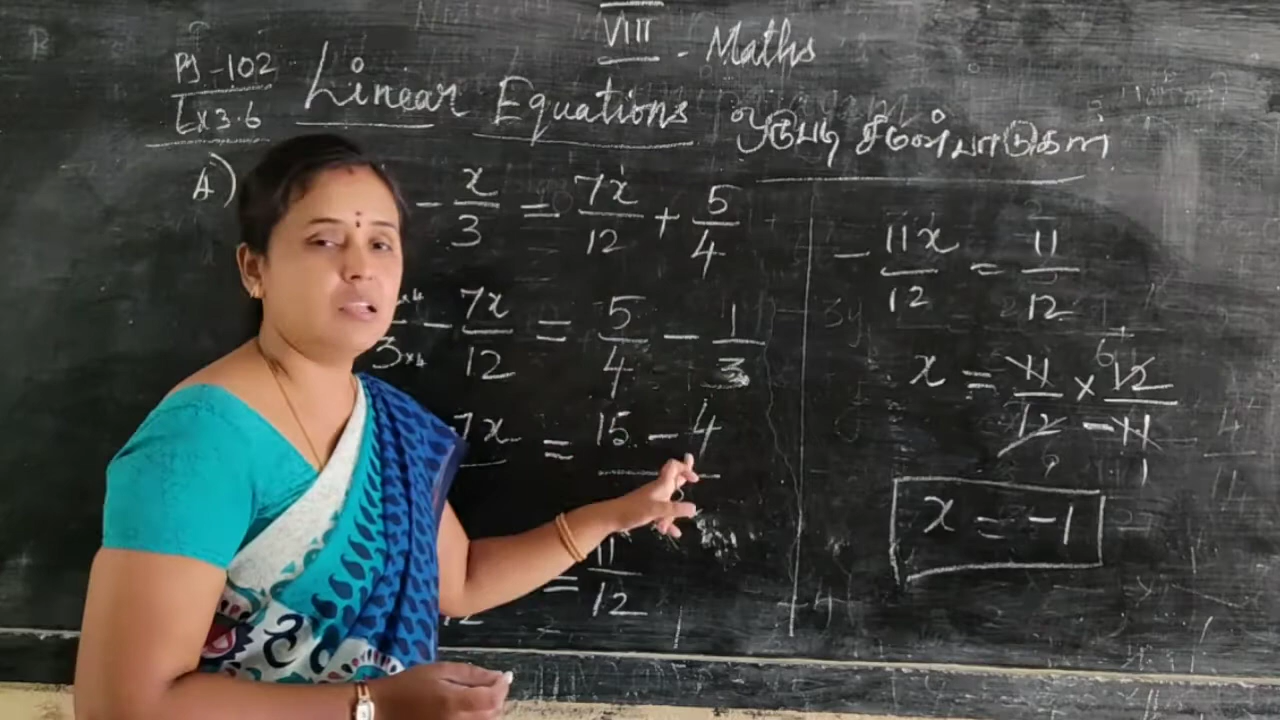 VIII - Maths
Pg -102
Ex 3.6
Linear Equations ஒருபடி சமன்பாடுகள்
A)
- x/3 = 7x/12 + 5/4
3×4 - 7x/12 = 5/4 - 1/3
7x = 15 - 4
= 11/12
- 11x/12 = 11/12
x = 11/12 × 12/-11
x = -1